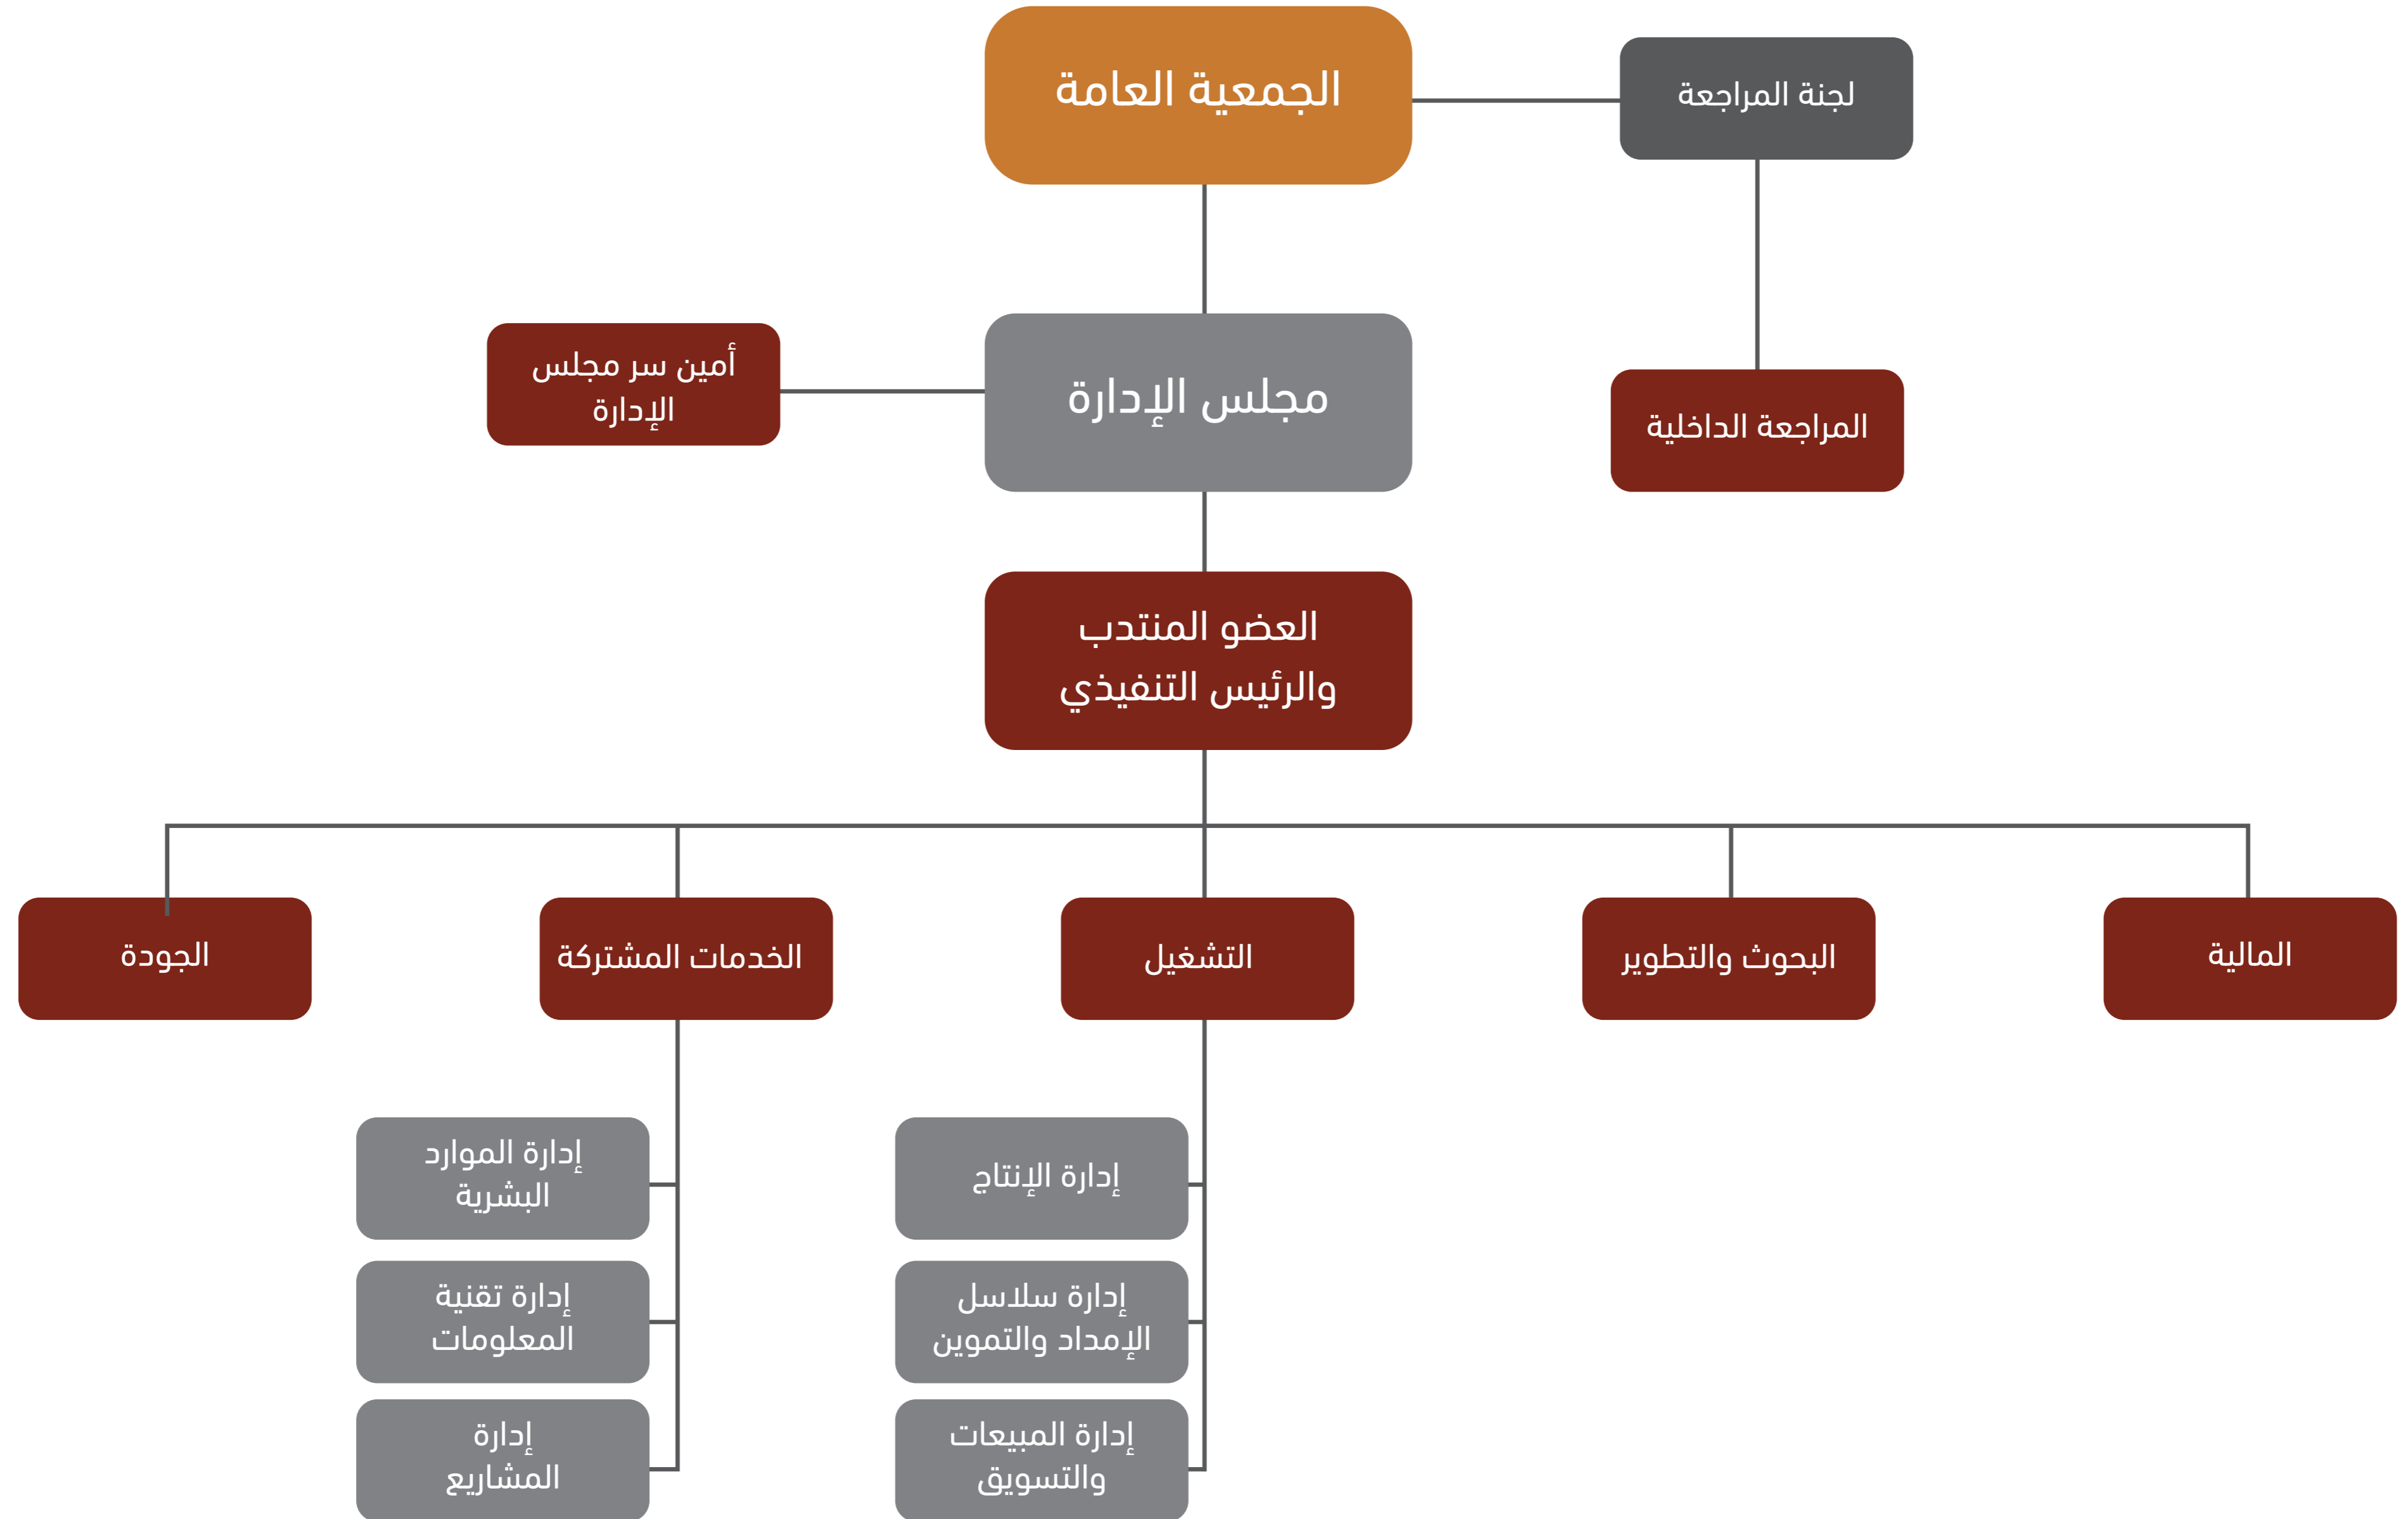 الجمعية العامة
لجنة المراجعة
أمين سر مجلس
الإدارة
مجلس الإدارة
المراجعة الداخلية
العضو المنتدب
والرئيس التنفيذي
المالية
البحوث والتطوير
التشغيل
الخدمات المشتركة
الجودة
إدارة الإنتاج
إدارة سلاسل
الإمداد والتموين
إدارة المبيعات
والتسويق
إدارة الموارد
البشرية
إدارة تقنية
المعلومات
إدارة
المشاريع